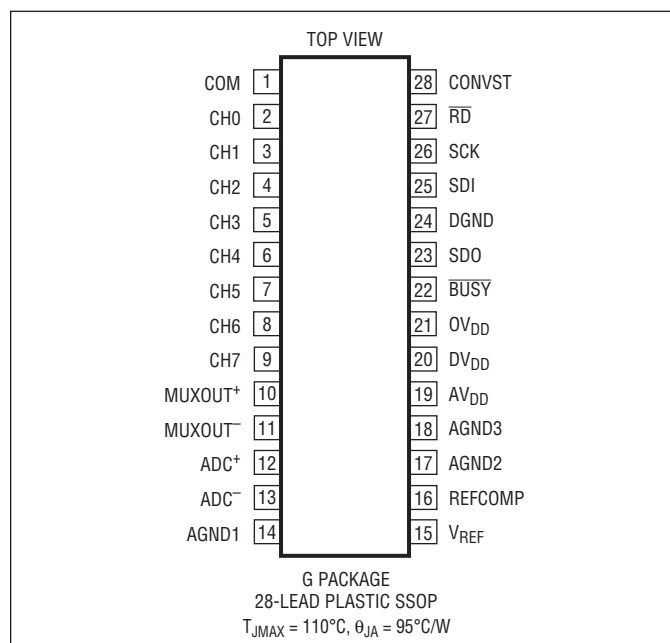 TOP VIEW
COM 1 28 CONVST
CH0 2 27 R̅D̅
CH1 3 26 SCK
CH2 4 25 SDI
CH3 5 24 DGND
CH4 6 23 SDO
CH5 7 22 B̅U̅S̅Y̅
CH6 8 21 OVDD
CH7 9 20 DVDD
MUXOUT⁺ 10 19 AVDD
MUXOUT⁻ 11 18 AGND3
ADC⁺ 12 17 AGND2
ADC⁻ 13 16 REFCOMP
AGND1 14 15 VREF
G PACKAGE
28-LEAD PLASTIC SSOP
TJMAX = 110°C, θJA = 95°C/W